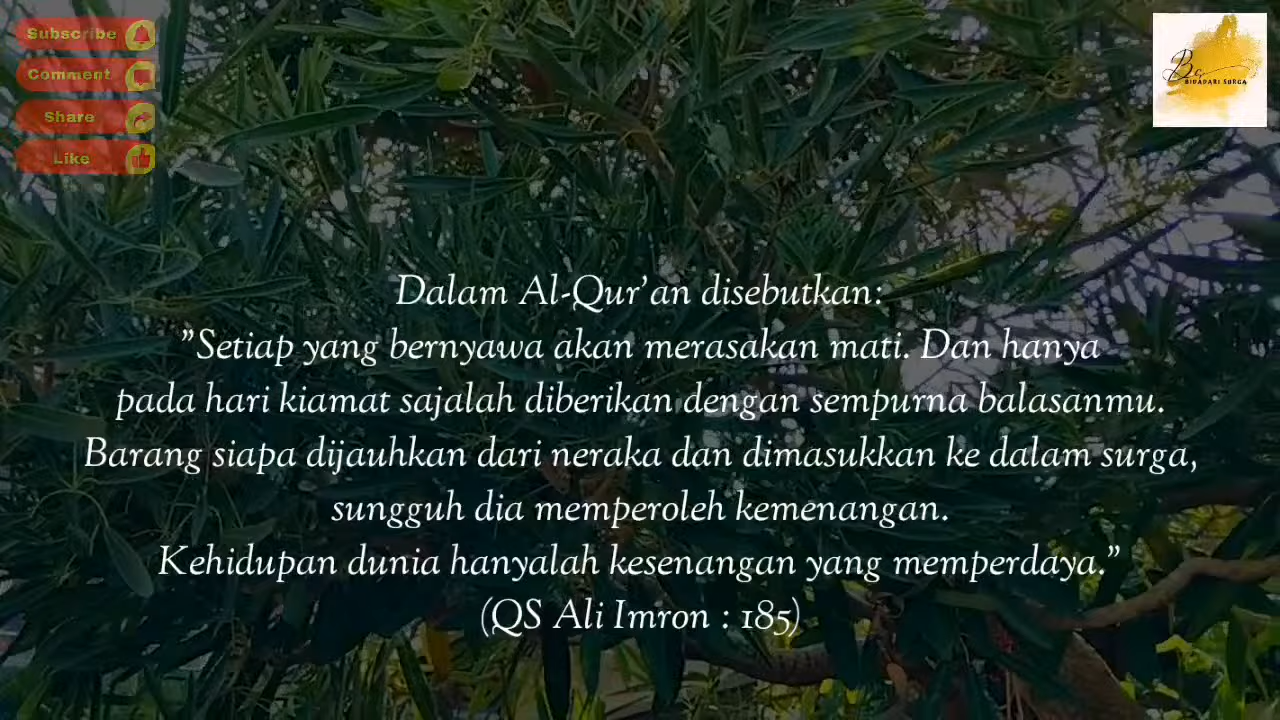 Subscribe
Comment
Share
Like
Bs
BIDADARI SURGA
Dalam Al-Qur'an disebutkan:
"Setiap yang bernyawa akan merasakan mati. Dan hanya
pada hari kiamat sajalah diberikan dengan sempurna balasanmu.
Barang siapa dijauhkan dari neraka dan dimasukkan ke dalam surga,
sungguh dia memperoleh kemenangan.
Kehidupan dunia hanyalah kesenangan yang memperdaya."
(QS Ali Imron : 185)